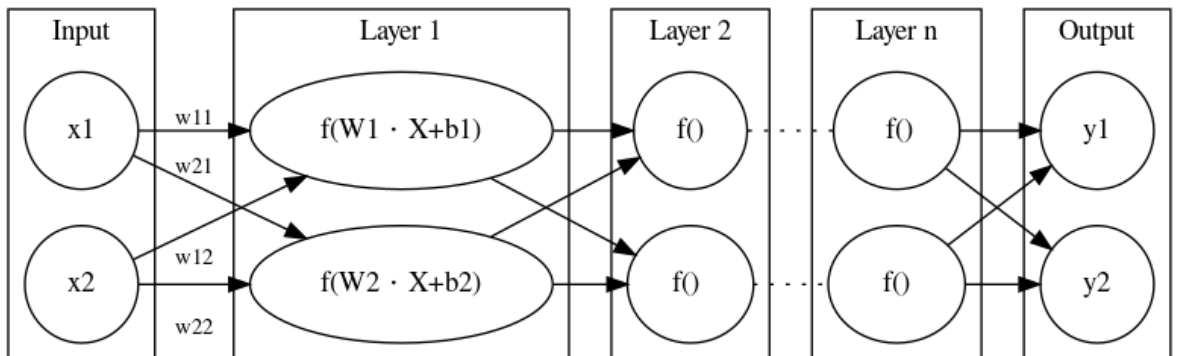 Input
Layer 1
Layer 2
Layer n
Output
x1
w11
f(W1 · X+b1)
f()
f()
y1
w21
w12
x2
f(W2 · X+b2)
f()
f()
y2
w22